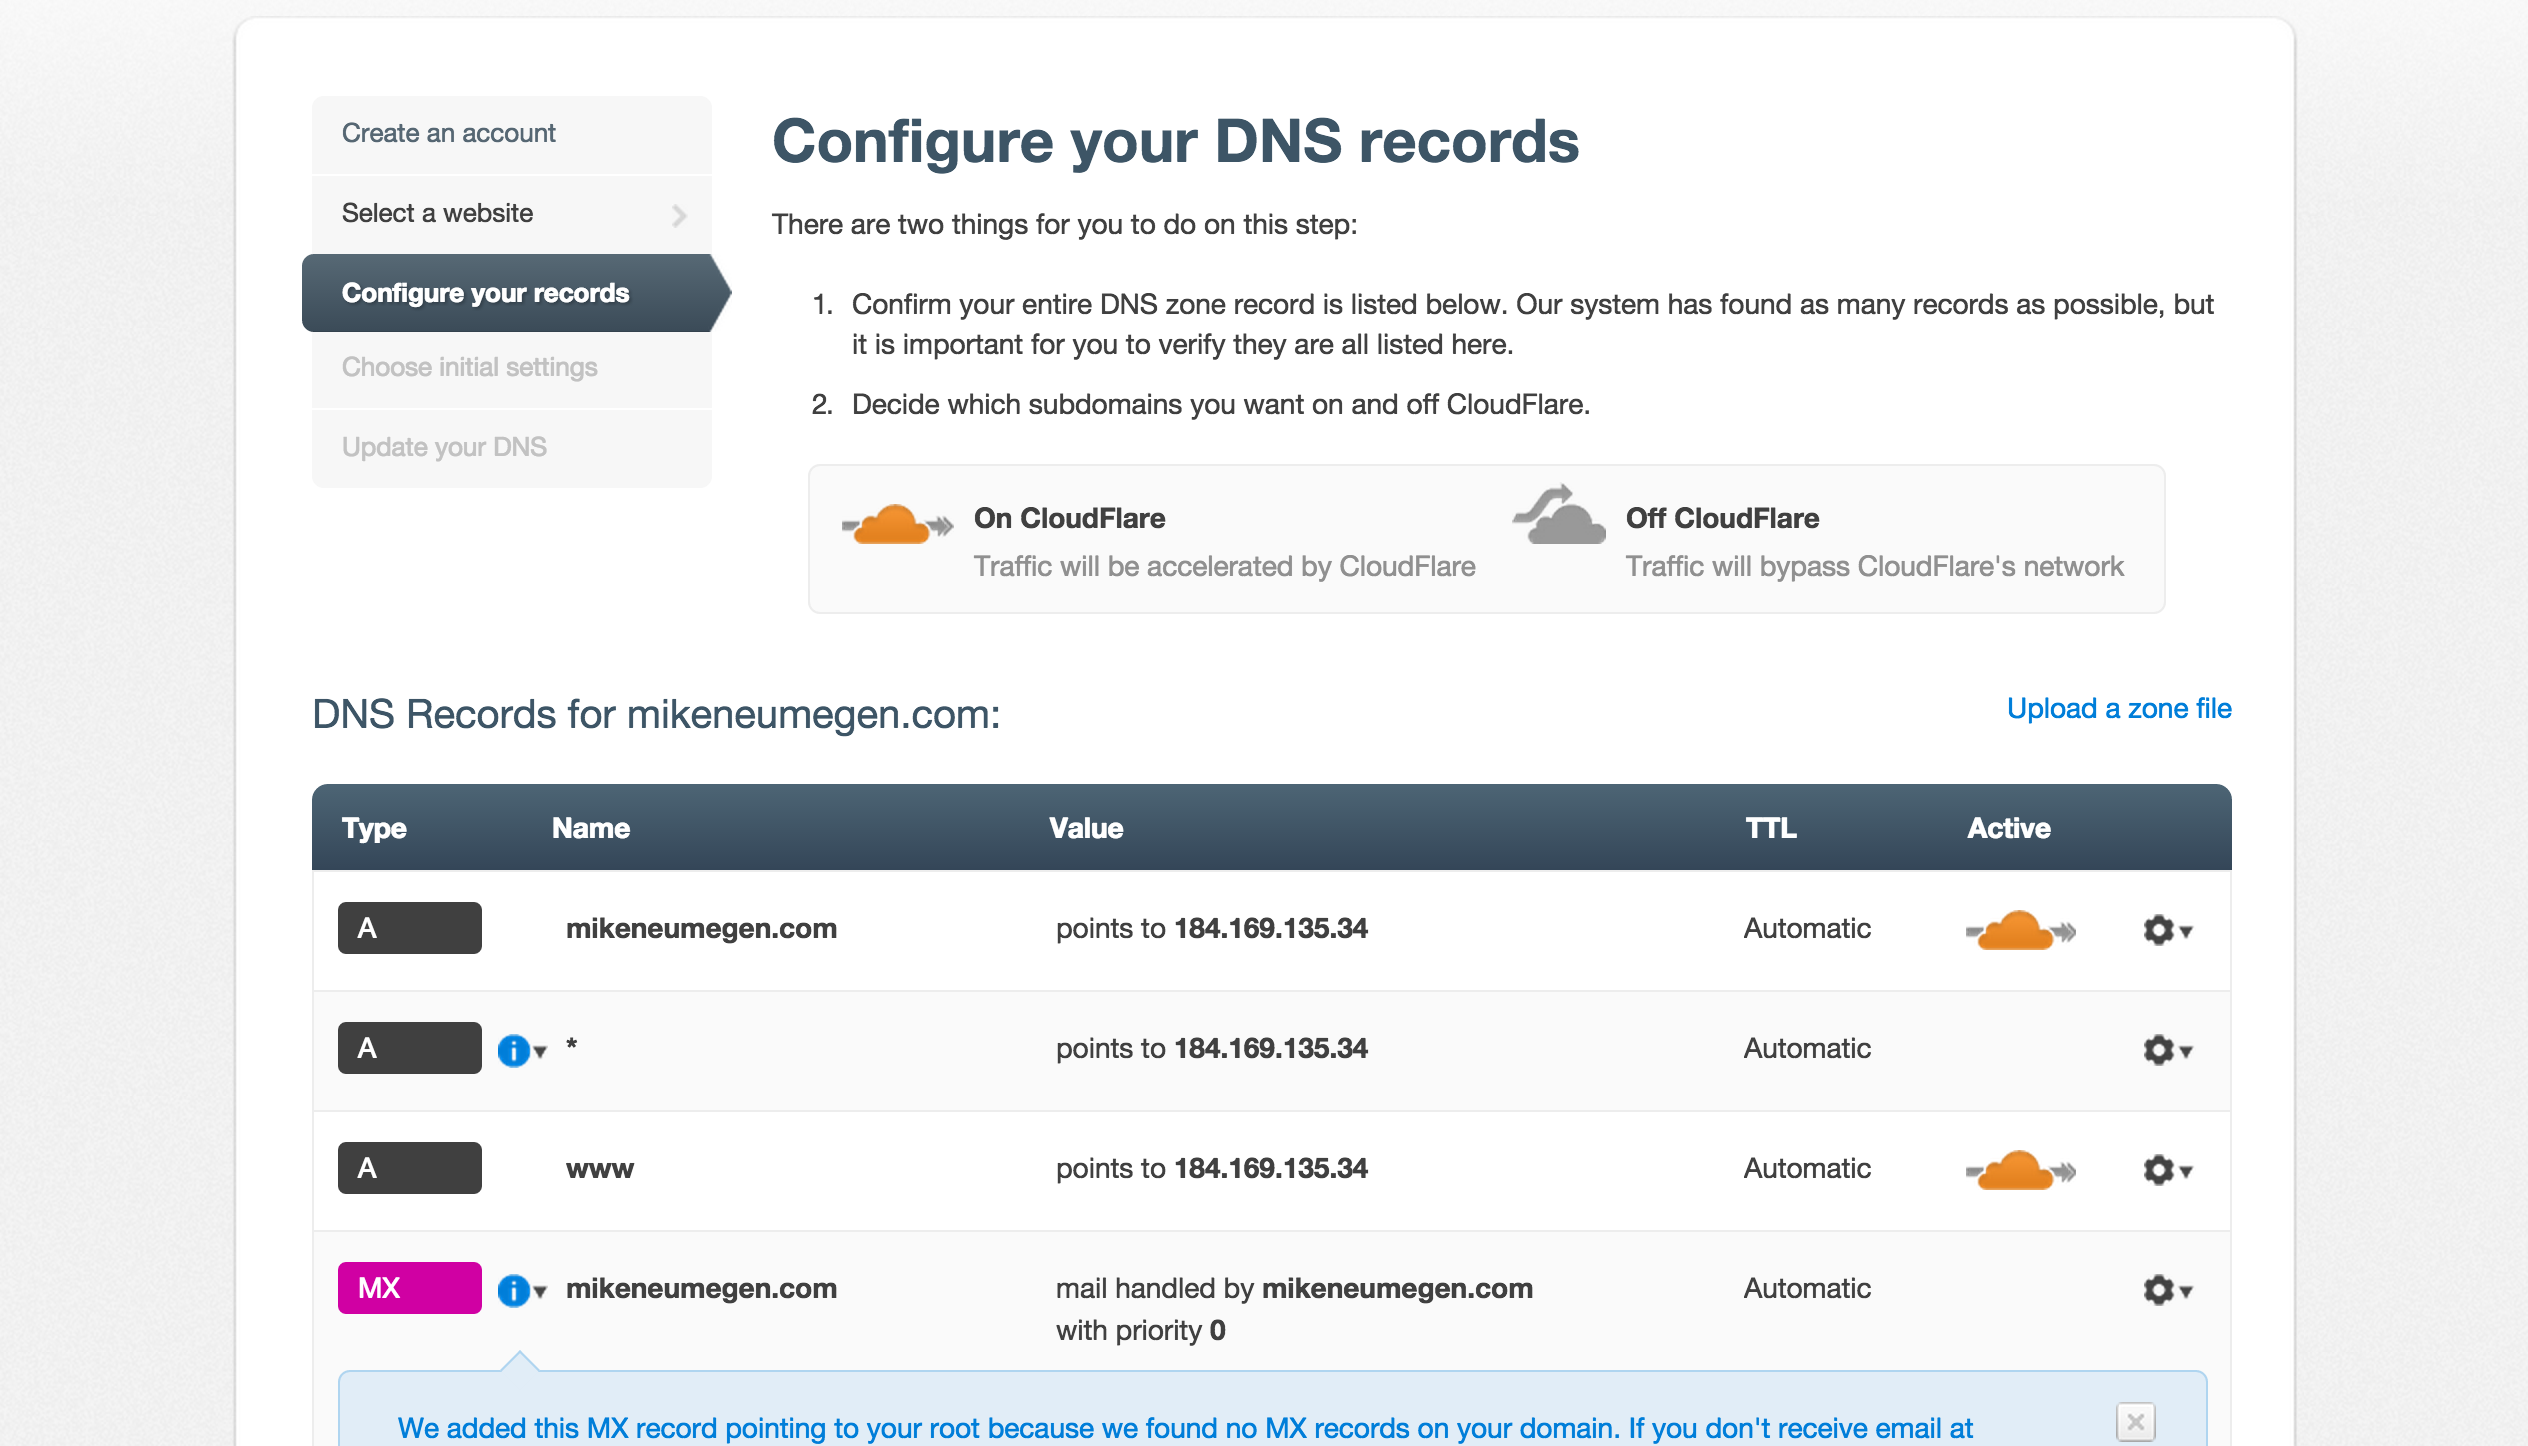 Create an account
Select a website
Configure your records
Choose initial settings
Update your DNS
Configure your DNS records
There are two things for you to do on this step:
1. Confirm your entire DNS zone record is listed below. Our system has found as many records as possible, but
it is important for you to verify they are all listed here.
2. Decide which subdomains you want on and off CloudFlare.
On CloudFlare
Traffic will be accelerated by CloudFlare
Off CloudFlare
Traffic will bypass CloudFlare's network
DNS Records for mikeneumegen.com:
Upload a zone file
Type Name Value TTL Active
A mikeneumegen.com points to 184.169.135.34 Automatic
A * points to 184.169.135.34 Automatic
A www points to 184.169.135.34 Automatic
MX mikeneumegen.com mail handled by mikeneumegen.com Automatic
with priority 0
We added this MX record pointing to your root because we found no MX records on your domain. If you don't receive email at